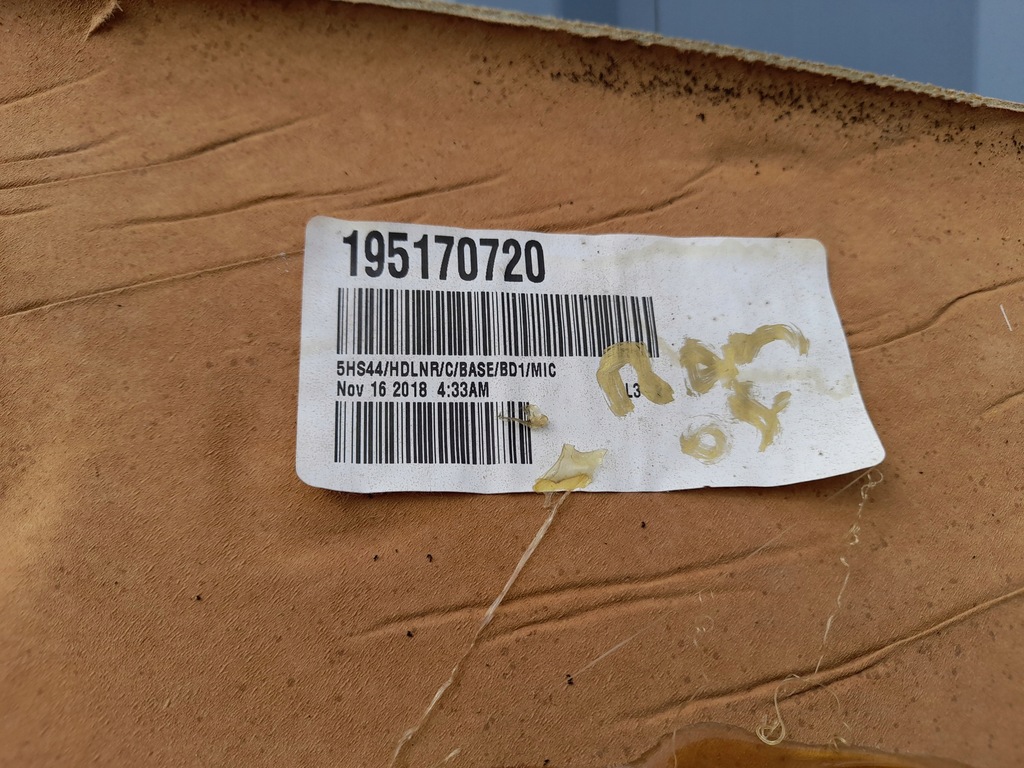 195170720
5HS44/HDLNR/C/BASE/BD1/MIC
Nov 16 2018 4:33AM L3